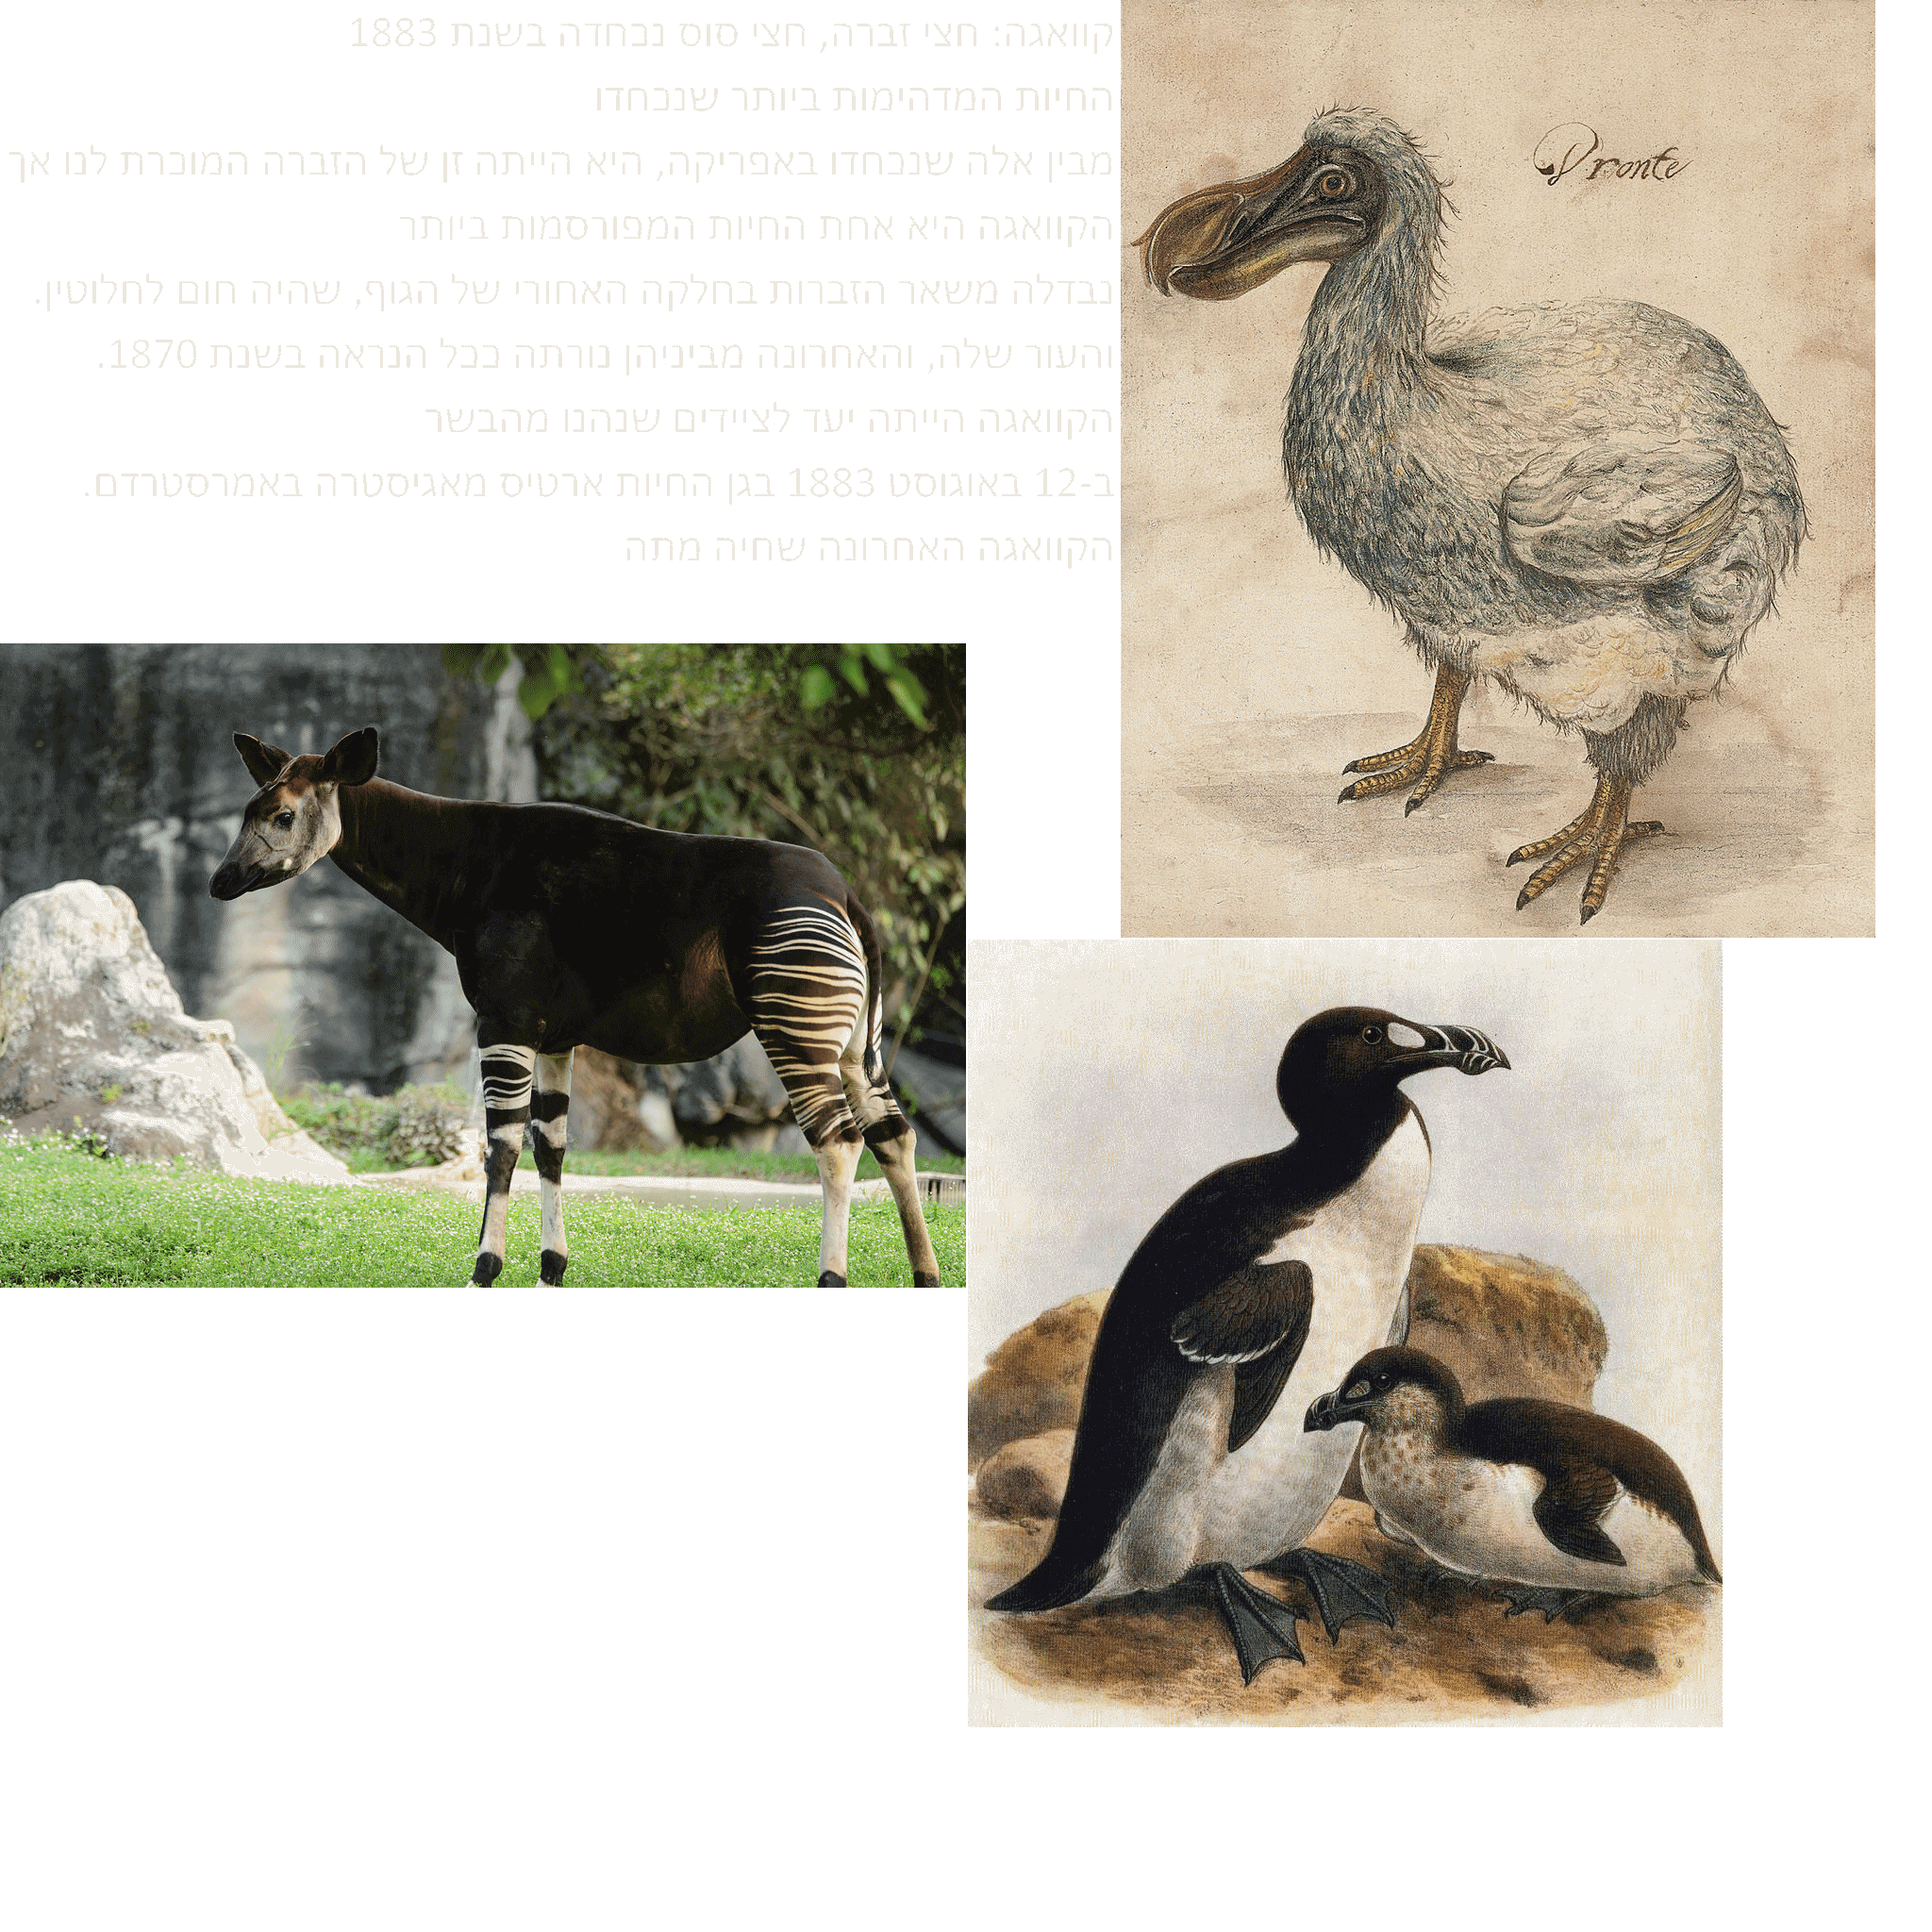 קוואגה: חצי זברה, חצי סוס נכחדה בשנת 1883
החיות המדהימות ביותר שנכחדו
מבין אלה שנכחדו באפריקה, היא הייתה זן של הזברה המוכרת לנו אך
הקוואגה היא אחת החיות המפורסמות ביותר
נבדלה משאר הזברות בחלקה האחורי של הגוף, שהיה חום לחלוטין.
והעור שלה, והאחרונה מביניהן נורתה ככל הנראה בשנת 1870.
הקוואגה הייתה יעד לציידים שנהנו מהבשר
ב-12 באוגוסט 1883 בגן החיות ארטיס מאגיסטרה באמרסטרדם.
הקוואגה האחרונה שחיה מתה
Dronte